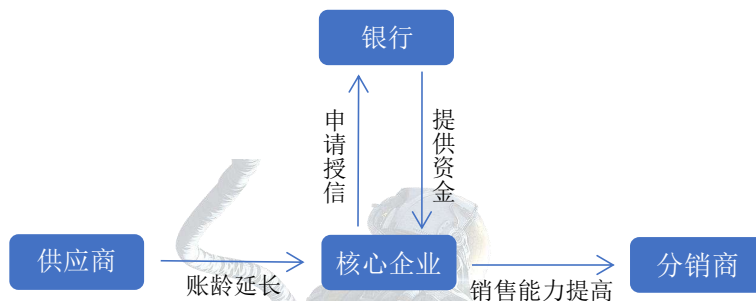 银行
申请授信
提供资金
供应商
账龄延长
核心企业
销售能力提高
分销商